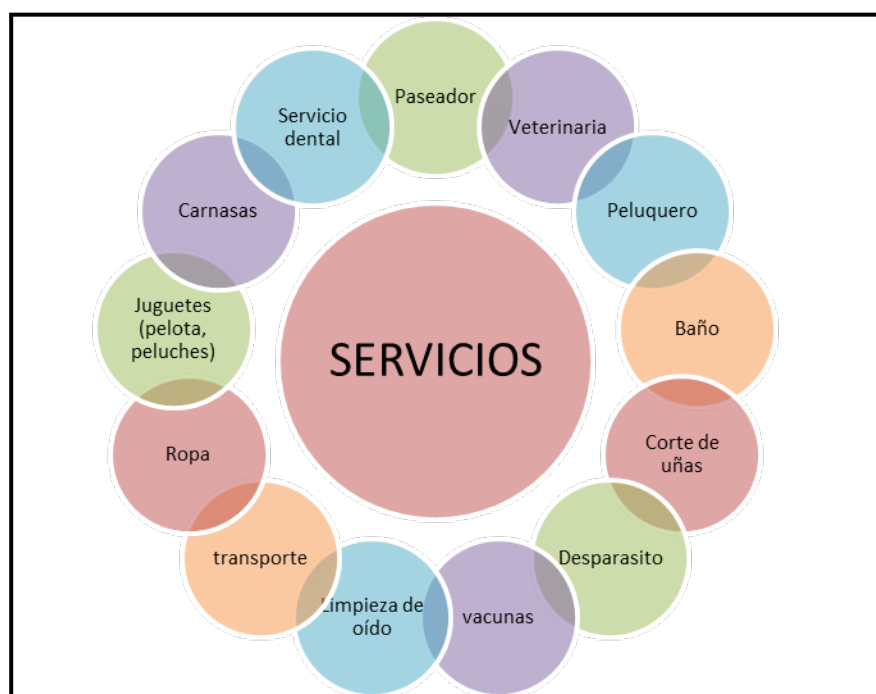 Paseador
Veterinaria
Peluquero
Baño
Corte de
uñas
Desparasito
vacunas
Limpieza de
oído
transporte
Ropa
Juguetes
(pelota,
peluches)
Carnasas
Servicio
dental
SERVICIOS